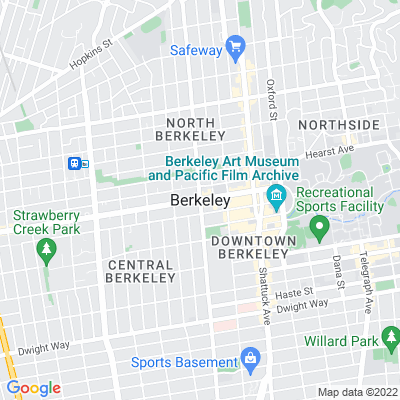 Hopkins St
Safeway
Oxford St
NORTH
BERKELEY
NORTHSIDE
Hearst Ave
Berkeley Art Museum
and Pacific Film Archive
Berkeley
Recreational
Sports Facility
Strawberry
Creek Park
DOWNTOWN
BERKELEY
CENTRAL
BERKELEY
Shattuck Ave
Dana St
Telegraph Ave
Haste St
Dwight Way
Dwight Way
Willard Park
Sports Basement
Google
Map data ©2022